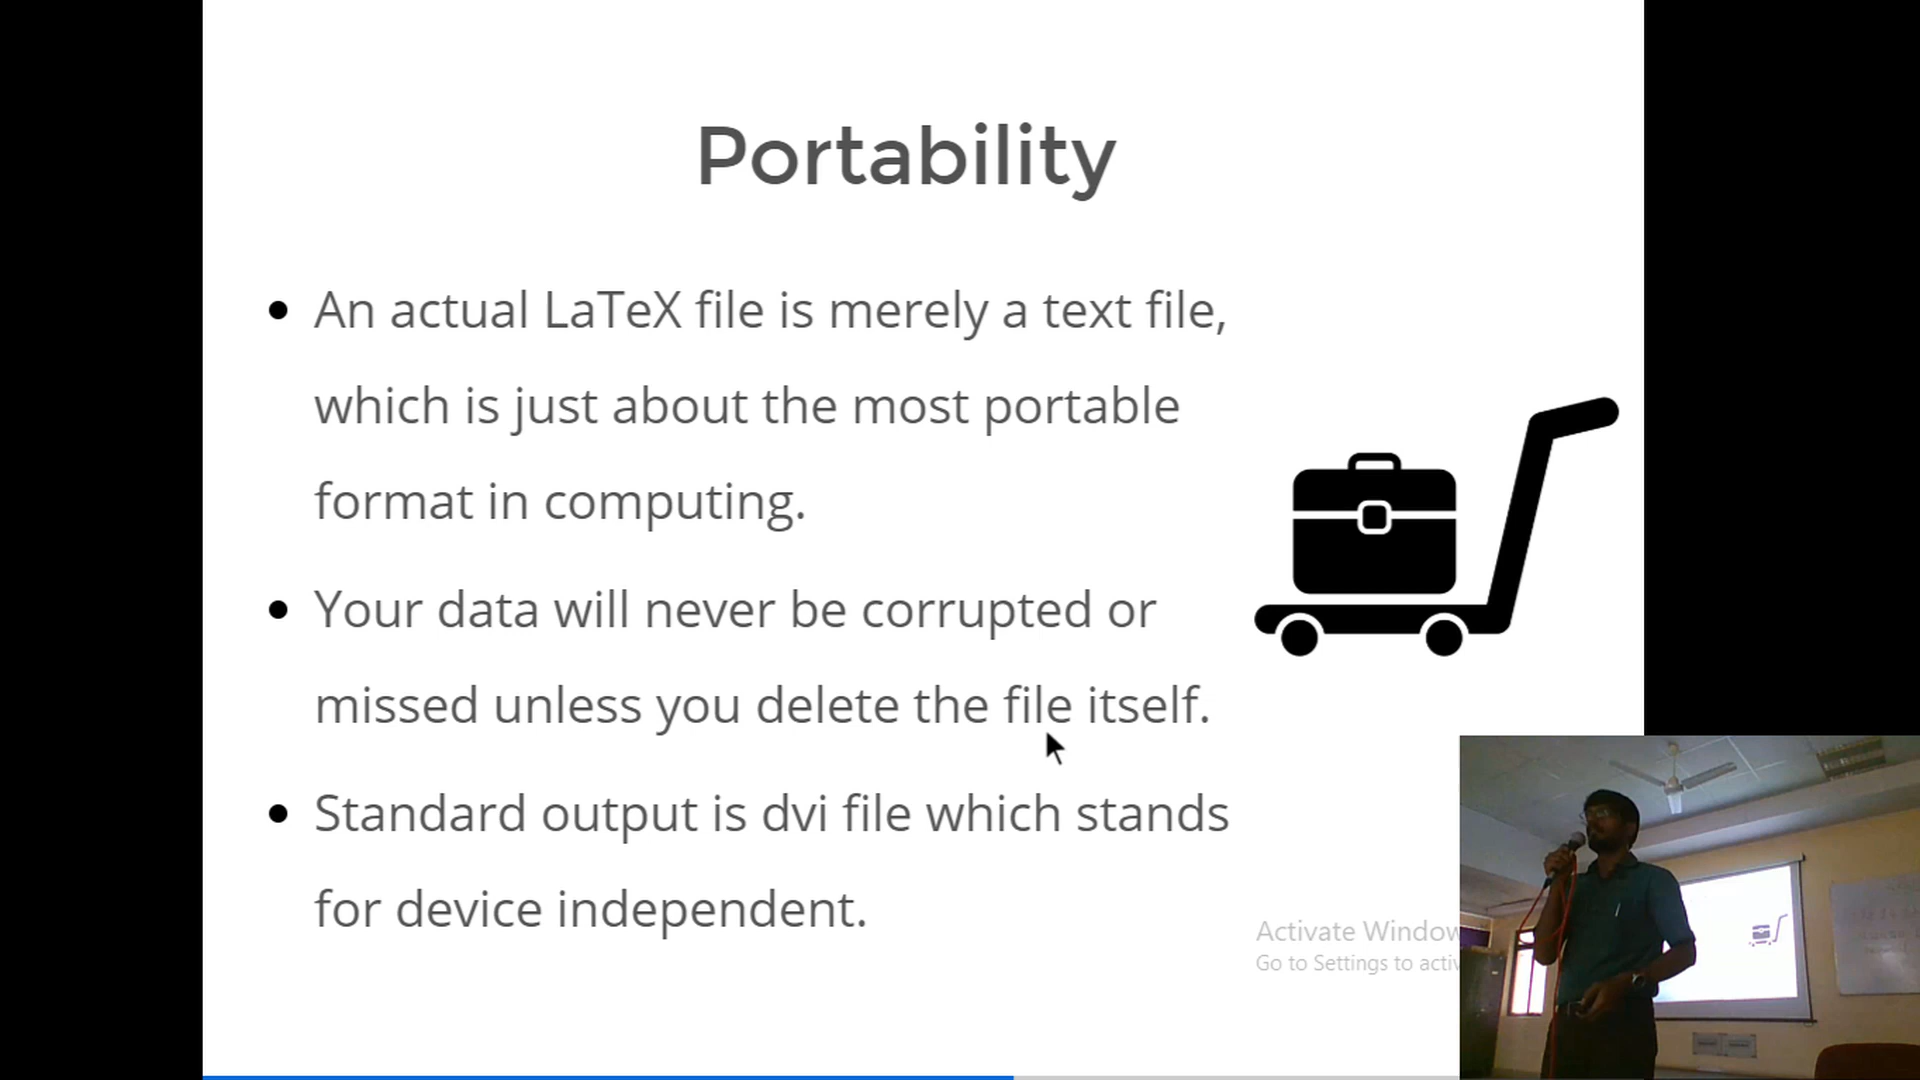 Portability
An actual LaTeX file is merely a text file,
which is just about the most portable
format in computing.
Your data will never be corrupted or
missed unless you delete the file itself.
Standard output is dvi file which stands
for device independent.
Activate Window
Go to Settings to activ